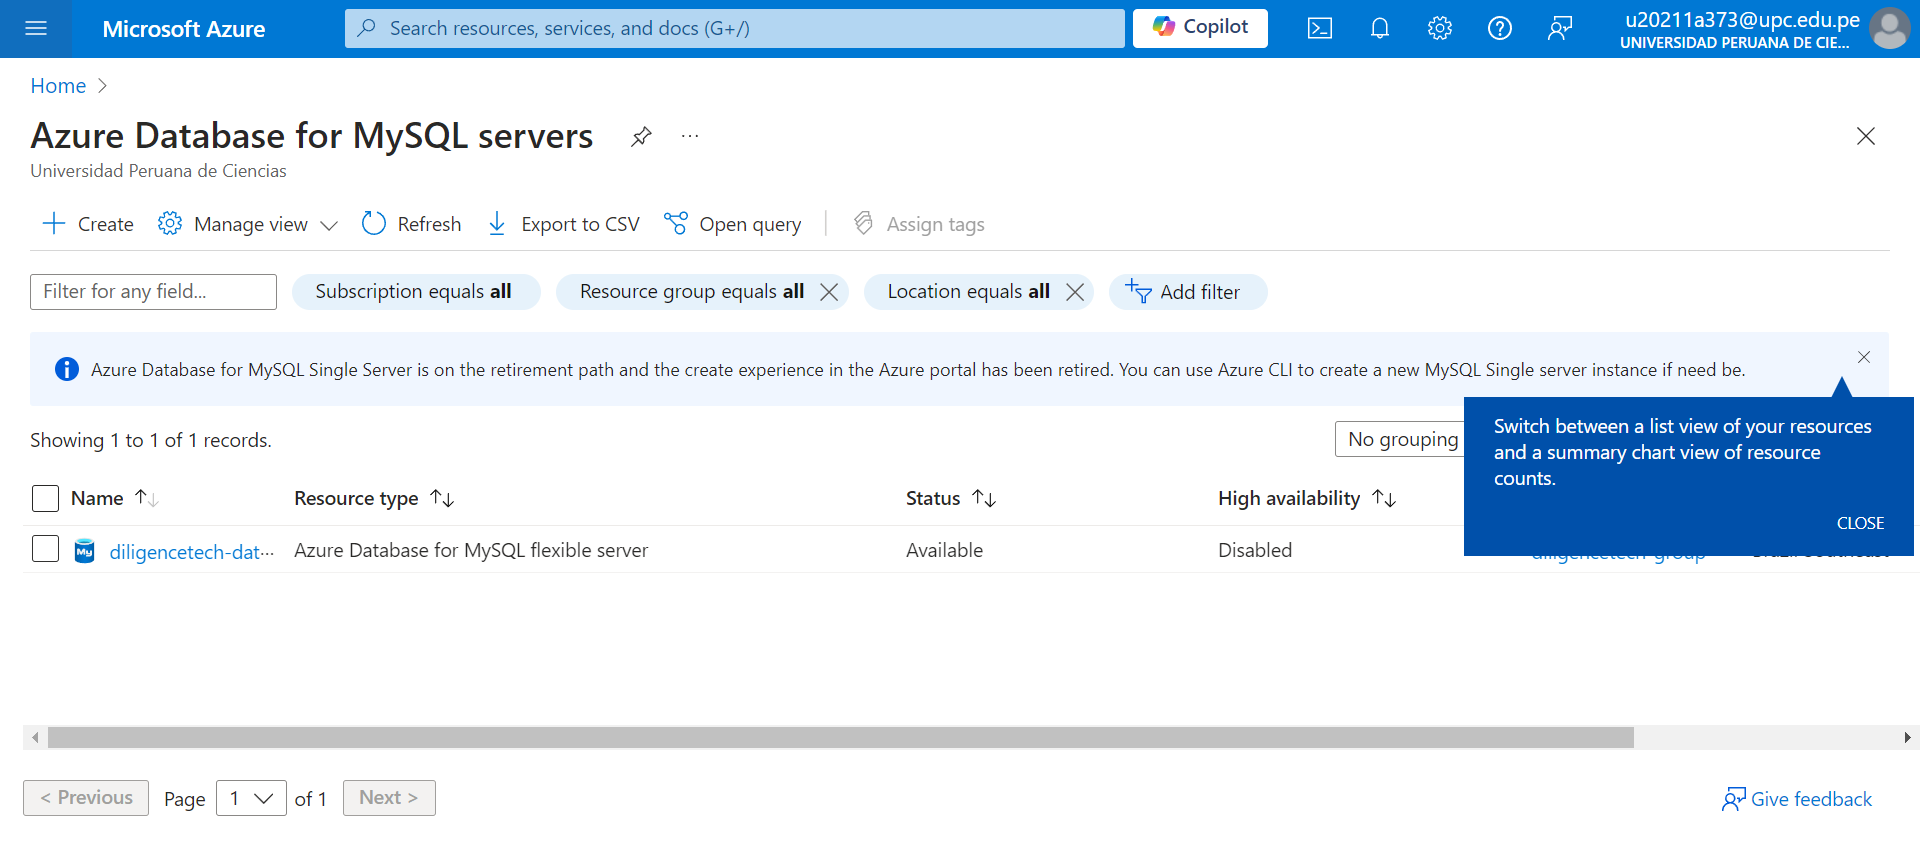 Microsoft Azure
Search resources, services, and docs (G+/)
Copilot
u20211a373@upc.edu.pe
UNIVERSIDAD PERUANA DE CIE...
Home
Azure Database for MySQL servers
Universidad Peruana de Ciencias
Create
Manage view
Refresh
Export to CSV
Open query
Assign tags
Filter for any field...
Subscription equals all
Resource group equals all
Location equals all
Add filter
Azure Database for MySQL Single Server is on the retirement path and the create experience in the Azure portal has been retired. You can use Azure CLI to create a new MySQL Single server instance if need be.
Showing 1 to 1 of 1 records.
No grouping
Switch between a list view of your resources
and a summary chart view of resource
counts.
CLOSE
Name
Resource type
Status
High availability
My
diligencetech-dat...
Azure Database for MySQL flexible server
Available
Disabled
diligencetech-group
< Previous
Page
1
of 1
Next >
Give feedback